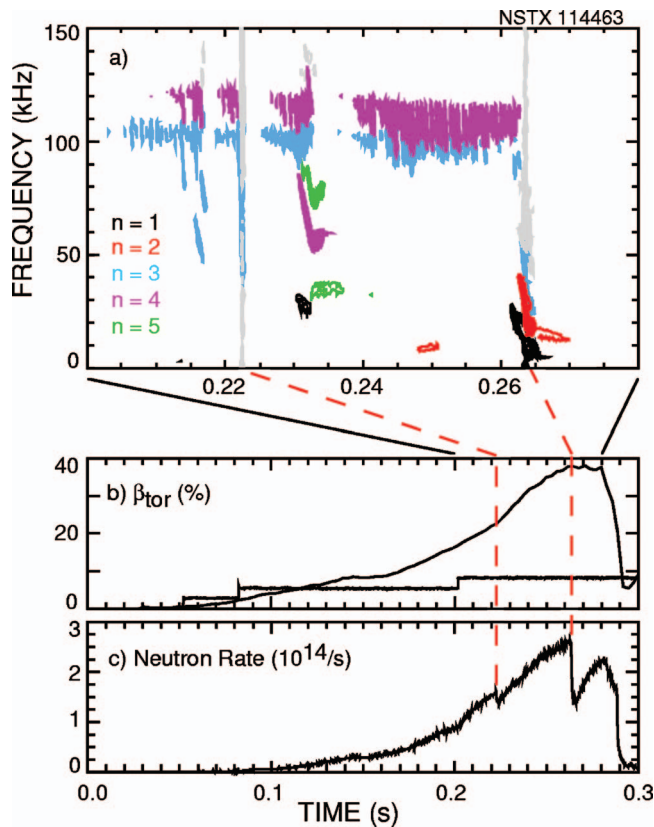 NSTX 114463
150
a)
100
FREQUENCY (kHz)
50
n = 1
n = 2
n = 3
n = 4
n = 5
0
0.22 0.24 0.26
40
b) βtor (%)
20
0
3
c) Neutron Rate (10^14/s)
2
1
0
0.0 0.1 0.2 0.3
TIME (s)